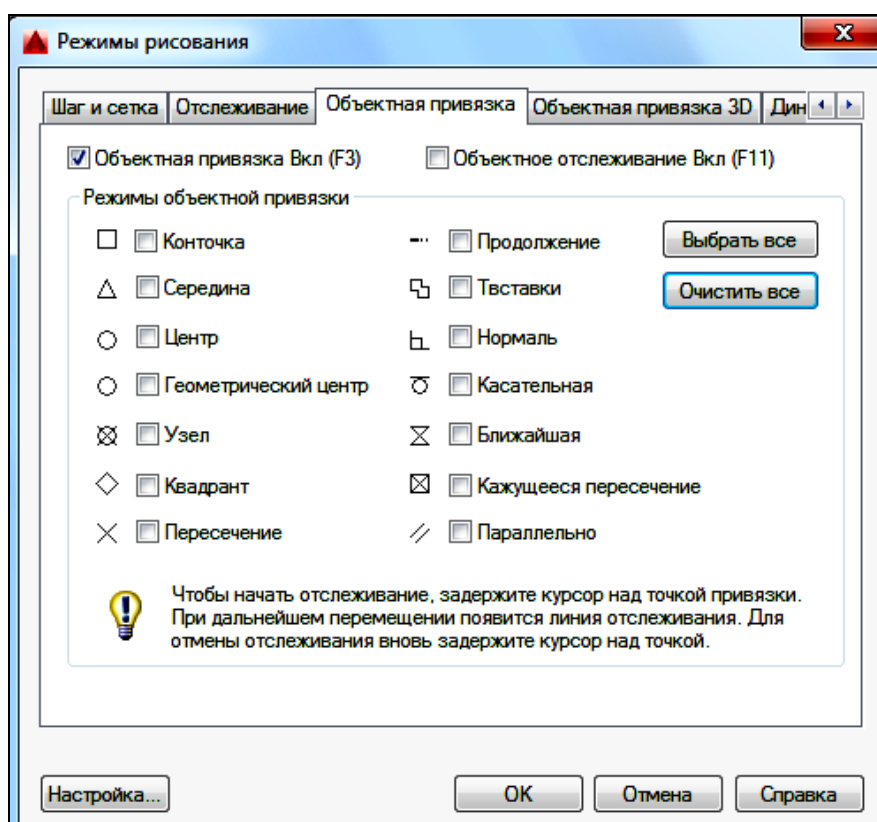 Режимы рисования
Шаг и сетка Отслеживание Объектная привязка Объектная привязка 3D Дин
Объектная привязка Вкл (F3) Объектное отслеживание Вкл (F11)
Режимы объектной привязки
Конточка Продолжение Выбрать все
Середина Твставки Очистить все
Центр Нормаль
Геометрический центр Касательная
Узел Ближайшая
Квадрант Кажущееся пересечение
Пересечение Параллельно
Чтобы начать отслеживание, задержите курсор над точкой привязки.
При дальнейшем перемещении появится линия отслеживания. Для
отмены отслеживания вновь задержите курсор над точкой.
Настройка... OK Отмена Справка